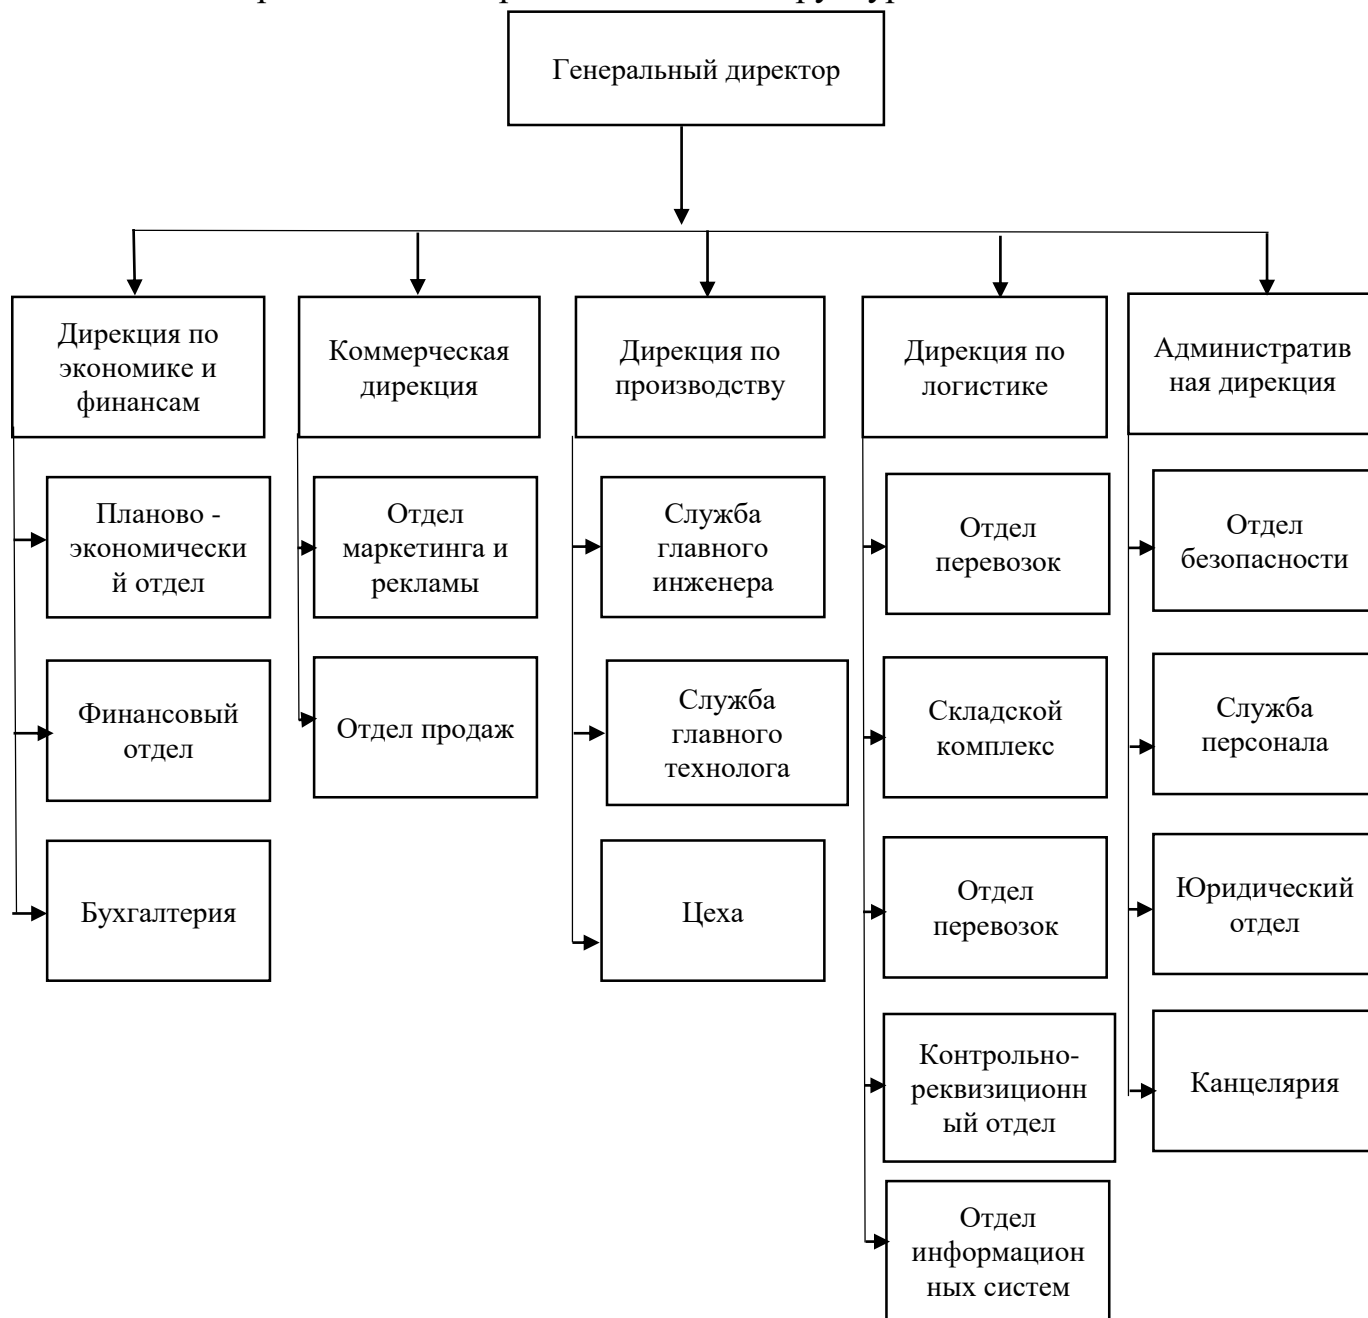 Генеральный директор
Дирекция по
экономике и
финансам
Коммерческая
дирекция
Дирекция по
производству
Дирекция по
логистике
Административ
ная дирекция
Планово -
экономически
й отдел
Отдел
маркетинга и
рекламы
Служба
главного
инженера
Отдел
перевозок
Отдел
безопасности
Финансовый
отдел
Отдел продаж
Служба
главного
технолога
Складской
комплекс
Служба
персонала
Бухгалтерия
Цеха
Отдел
перевозок
Юридический
отдел
Контрольно-
реквизиционн
ый отдел
Канцелярия
Отдел
информацион
ных систем